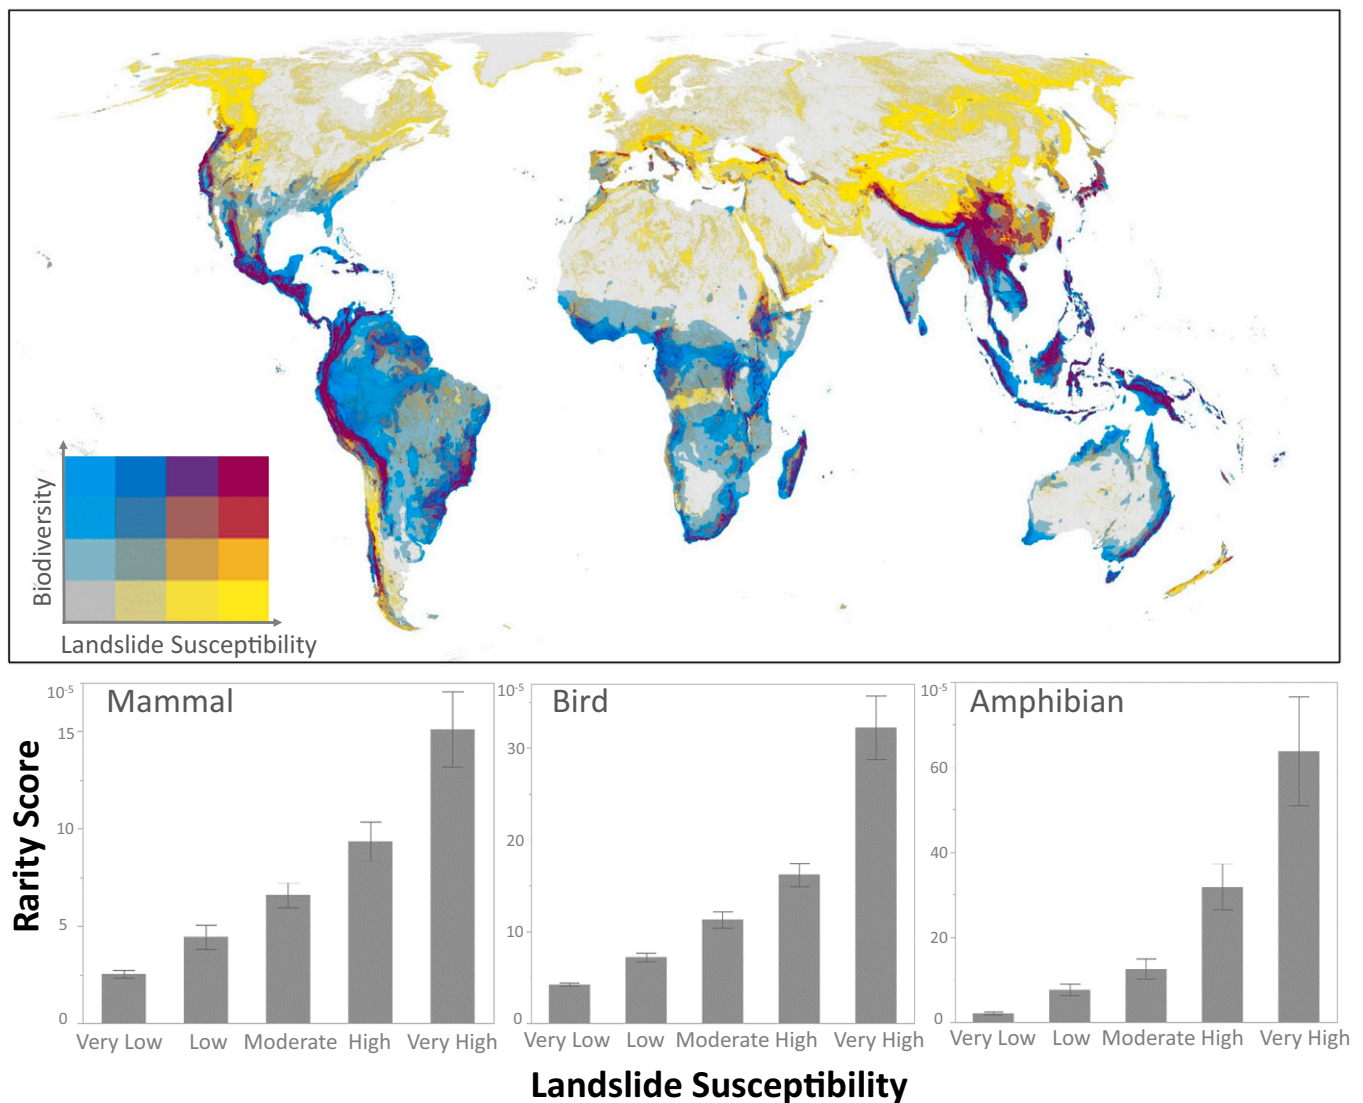 Biodiversity
Landslide Susceptibility
10-5
Mammal
15
10
5
0
Rarity Score
Very Low Low Moderate High Very High
10-5
Bird
30
20
10
0
Very Low Low Moderate High Very High
10-5
Amphibian
60
40
20
0
Very Low Low Moderate High Very High
Landslide Susceptibility